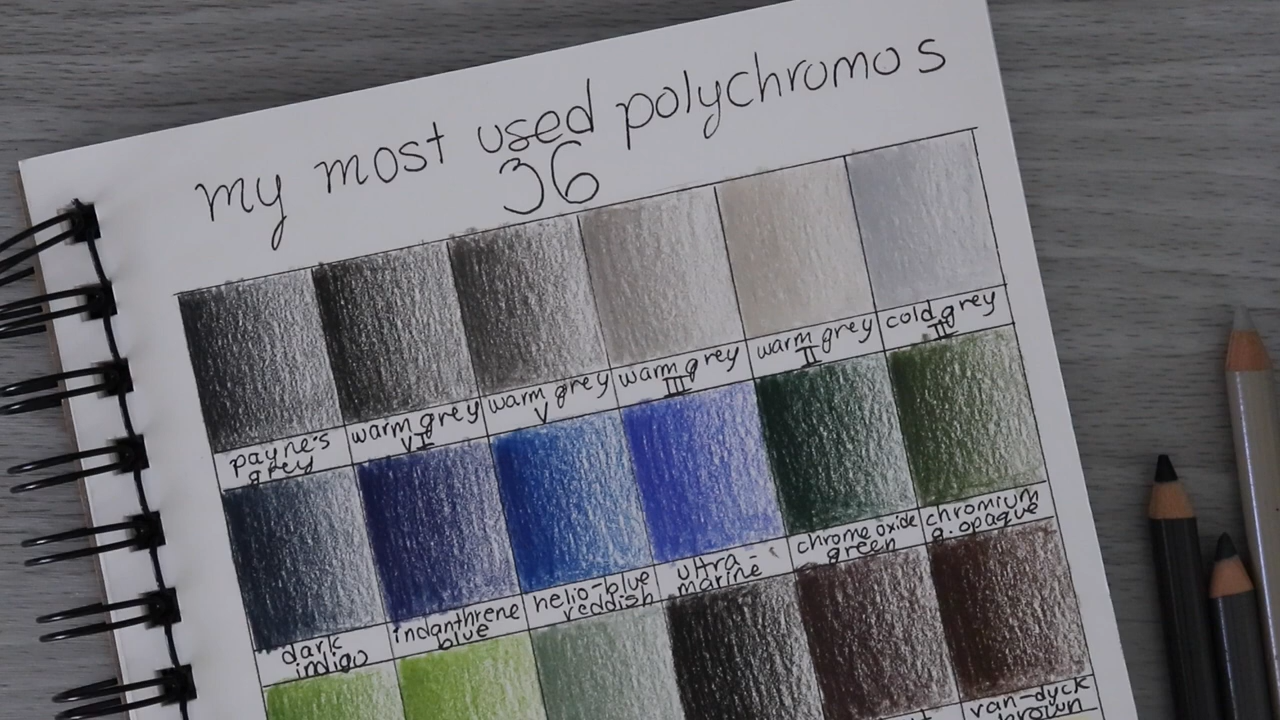 my most used polychromos
36
payne's
grey
warm grey
VI
warm grey
V
warm grey
III
warm grey
II
cold grey
II
dark
indigo
indanthrene
blue
helio-blue
reddish
ultra-
marine
chrome oxide
green
chromium
g. opaque
van-dyck
brown